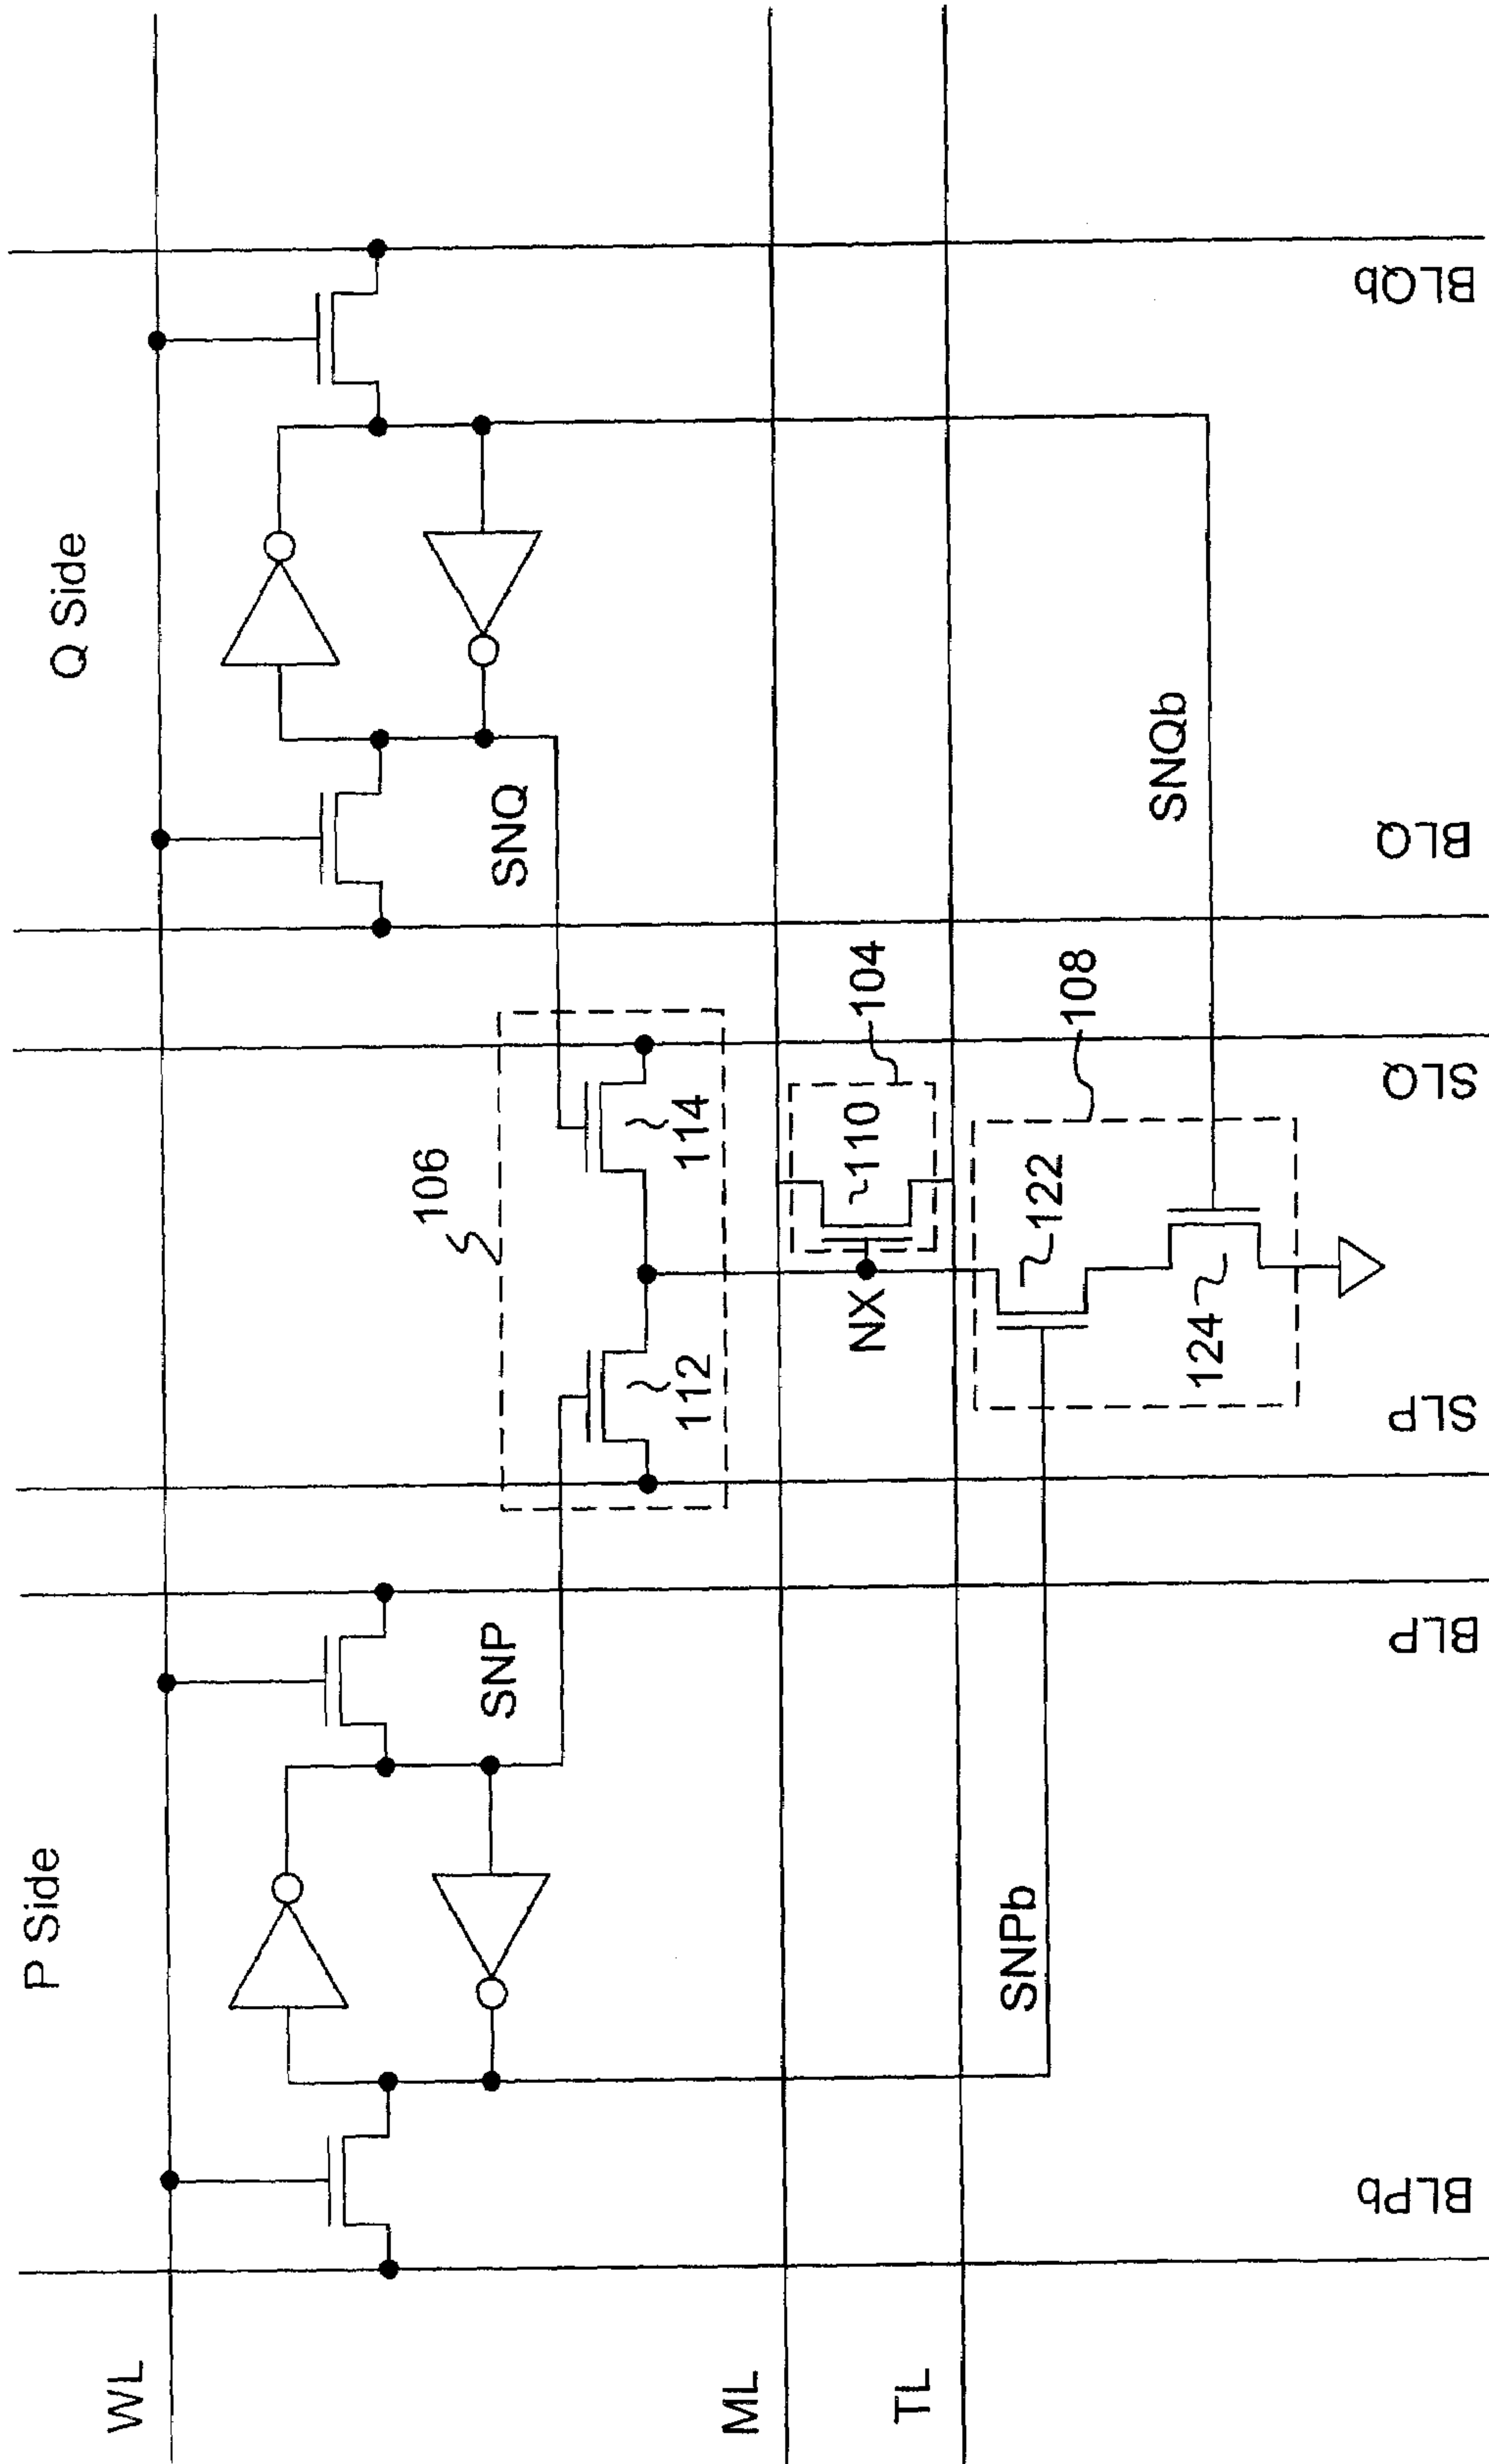 P Side
Q Side
WL
SNP
SNQ
106
112
114
ML
104
110
NX
TL
SNPb
108
122
124
SNQb
BLPb
BLP
SLP
SLQ
BLQ
BLQb